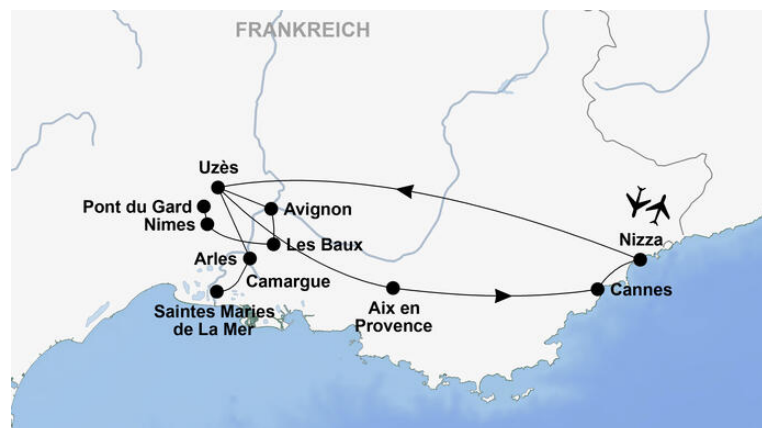 FRANKREICH
Uzès
Pont du Gard
Avignon
Nimes
Les Baux
Nizza
Arles
Camargue
Cannes
Saintes Maries
de La Mer
Aix en
Provence